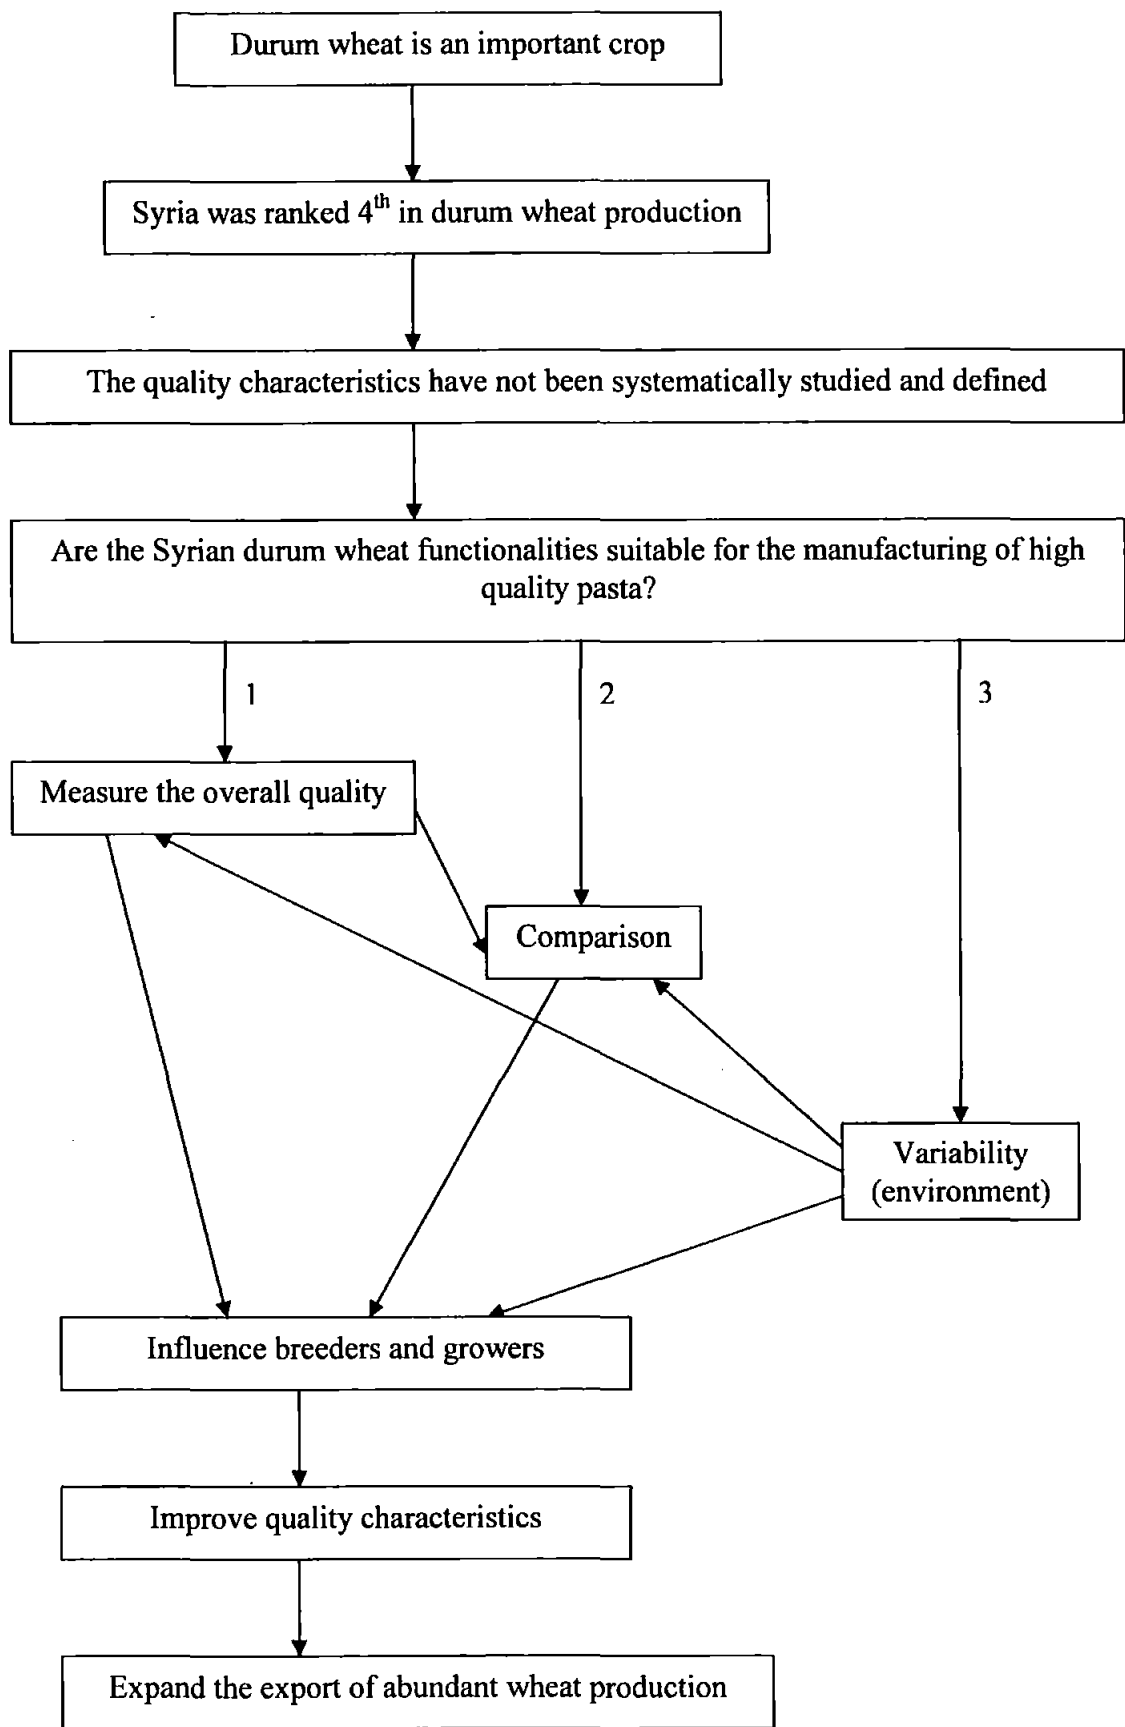 Durum wheat is an important crop
Syria was ranked 4th in durum wheat production
The quality characteristics have not been systematically studied and defined
Are the Syrian durum wheat functionalities suitable for the manufacturing of high
quality pasta?
1
2
3
Measure the overall quality
Comparison
Variability
(environment)
Influence breeders and growers
Improve quality characteristics
Expand the export of abundant wheat production